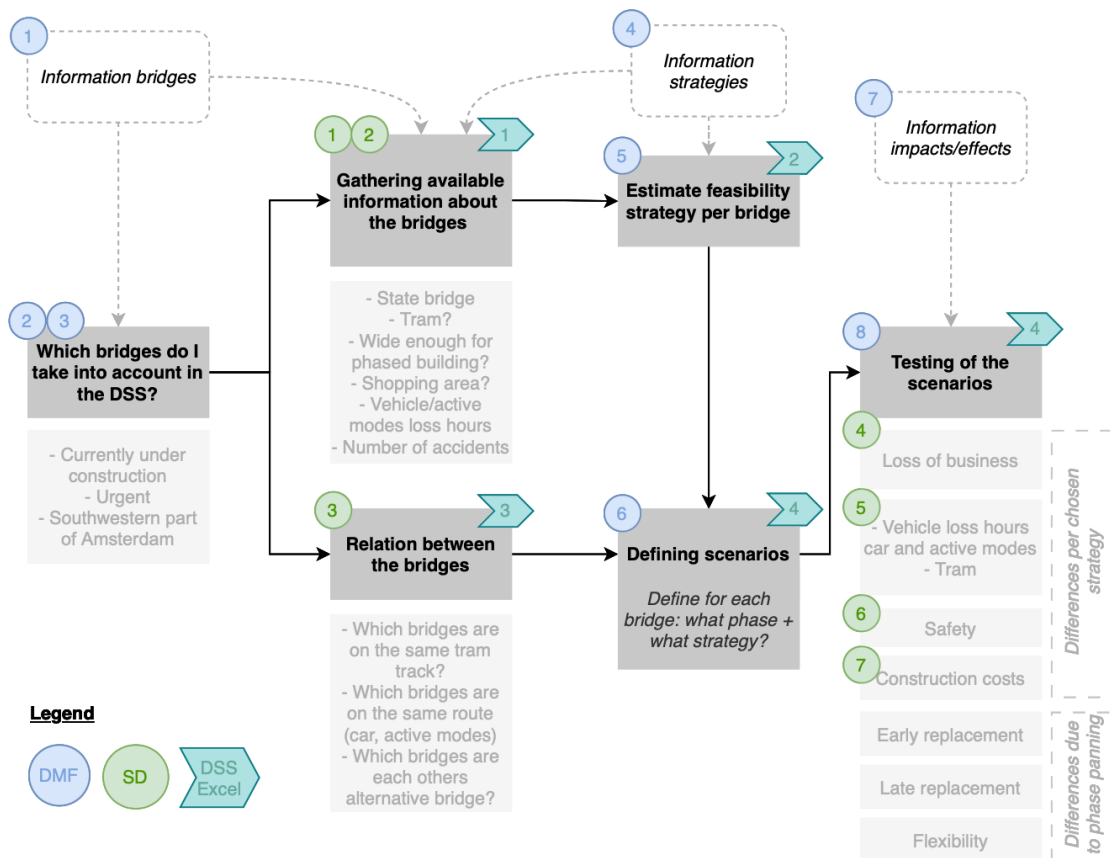 1
Information bridges
4
Information
strategies
7
Information
impacts/effects
1
2
1
Gathering available
information about
the bridges
5
2
Estimate feasibility
strategy per bridge
- State bridge
- Tram?
- Wide enough for
phased building?
- Shopping area?
- Vehicle/active
modes loss hours
- Number of accidents
2
3
Which bridges do I
take into account in
the DSS?
- Currently under
construction
- Urgent
- Southwestern part
of Amsterdam
3
3
Relation between
the bridges
- Which bridges are
on the same tram
track?
- Which bridges are
on the same route
(car, active modes)
- Which bridges are
each others
alternative bridge?
6
4
Defining scenarios
Define for each
bridge: what phase +
what strategy?
8
4
Testing of the
scenarios
4
Loss of business
5
- Vehicle loss hours
car and active modes
- Tram
6
Safety
7
Construction costs
Early replacement
Late replacement
Flexibility
Differences per chosen
strategy
Differences due
to phase panning
Legend
DMF
SD
DSS
Excel